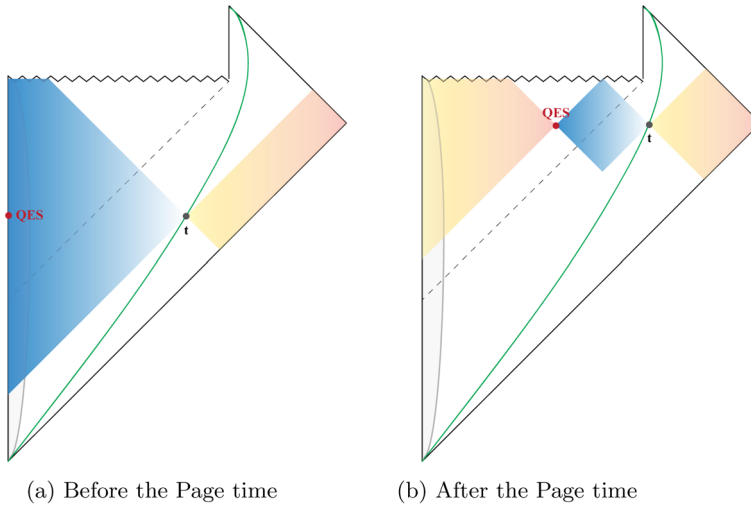 QES
t
QES
t
(a) Before the Page time
(b) After the Page time